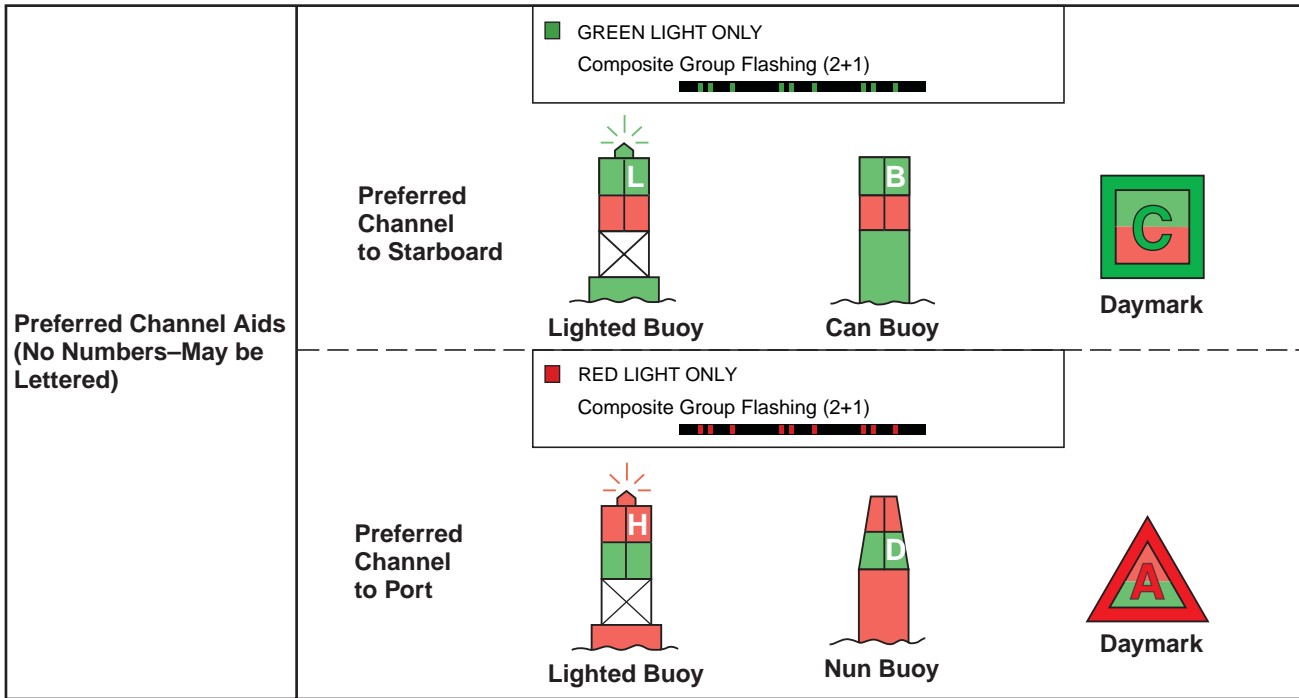 GREEN LIGHT ONLY
Composite Group Flashing (2+1)
Preferred
Channel
to Starboard
L
B
C
Lighted Buoy
Can Buoy
Daymark
Preferred Channel Aids
(No Numbers–May be
Lettered)
RED LIGHT ONLY
Composite Group Flashing (2+1)
Preferred
Channel
to Port
H
D
A
Lighted Buoy
Nun Buoy
Daymark